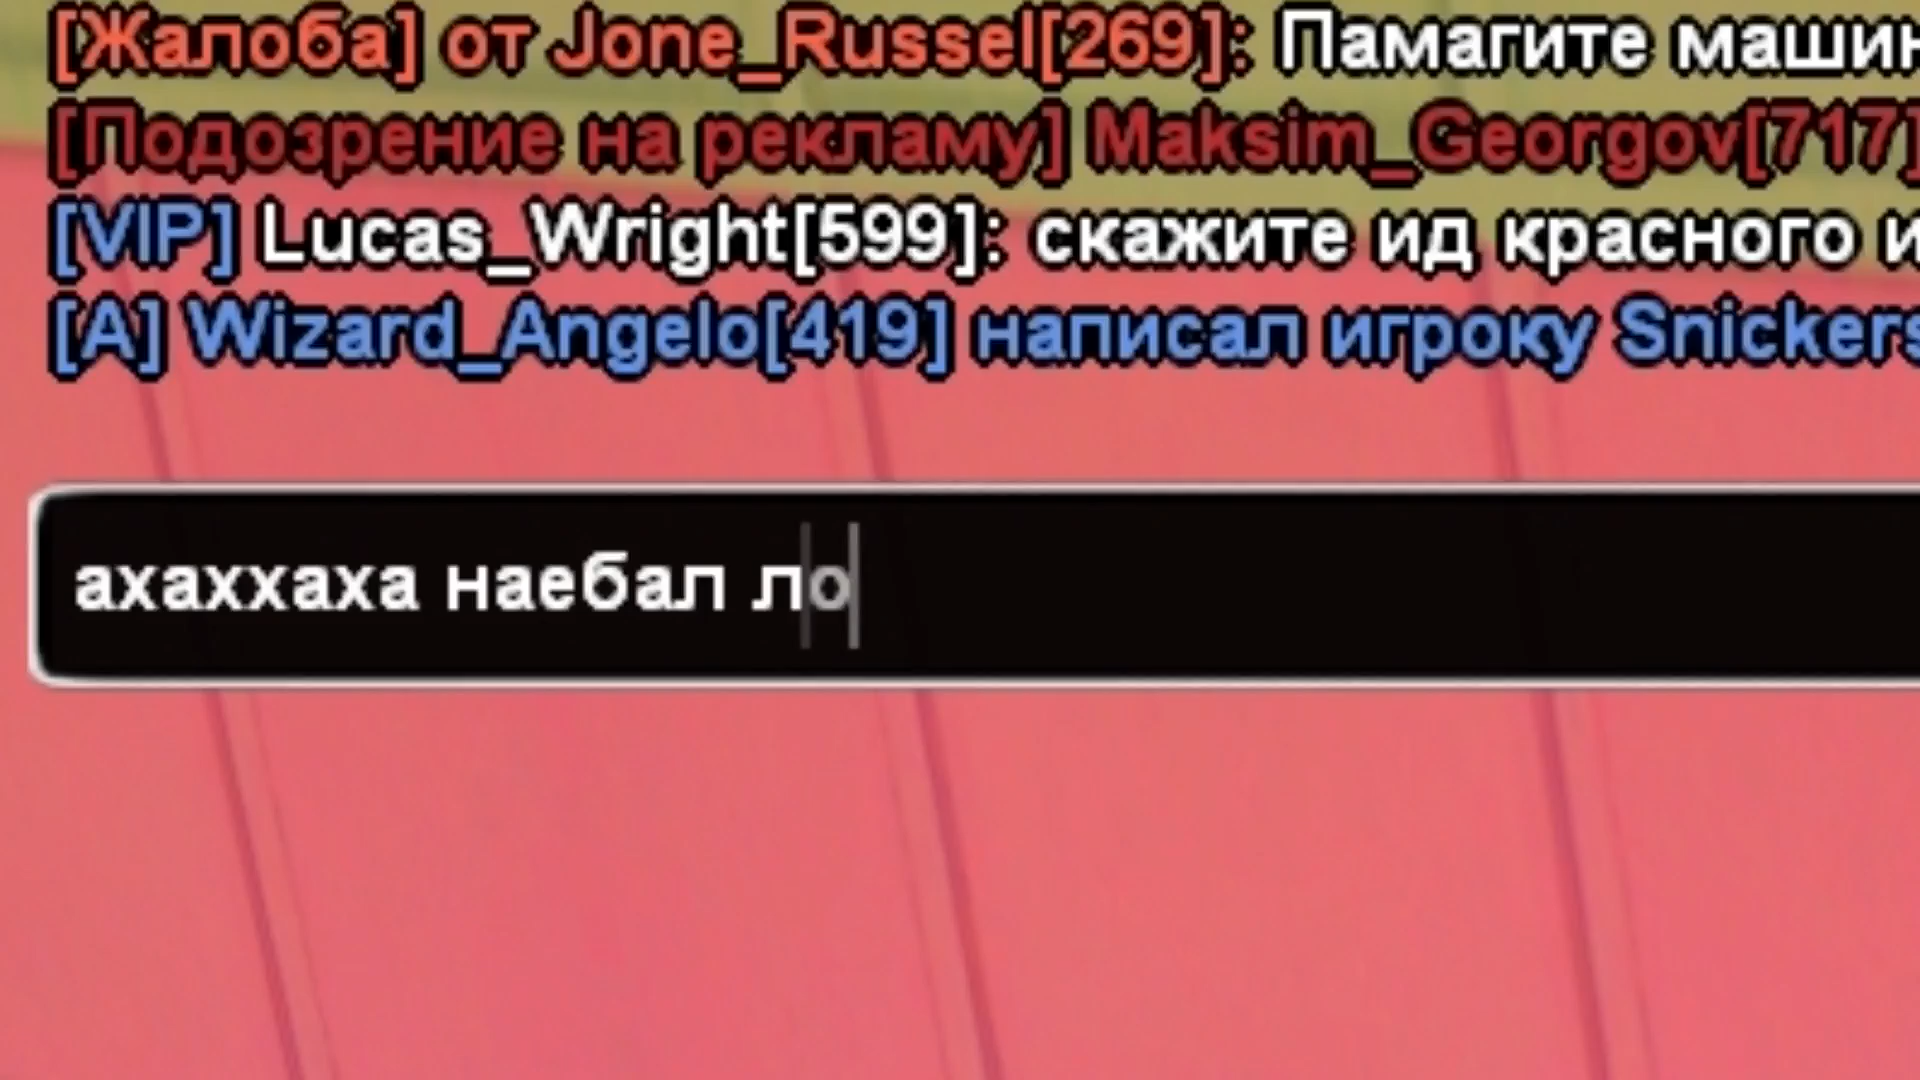 [Жалоба] от Jone_Russel[269]: Памагите машин
[Подозрение на рекламу] Maksim_Georgov[717]
[VIP] Lucas_Wright[599]: скажите ид красного и
[A] Wizard_Angelo[419] написал игроку Snickers
ахаххаха наебал ло